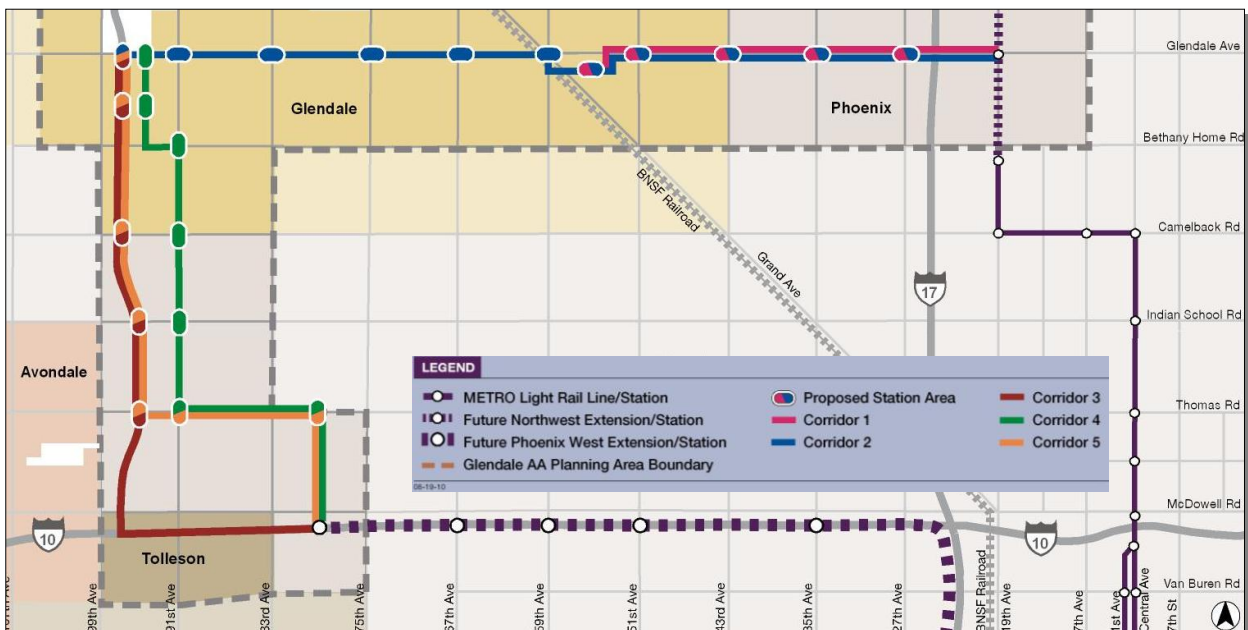 Glendale Ave
Glendale
Phoenix
Bethany Home Rd
BNSF Railroad
Camelback Rd
Grand Ave
17
Indian School Rd
Avondale
LEGEND
METRO Light Rail Line/Station
Future Northwest Extension/Station
Future Phoenix West Extension/Station
Glendale AA Planning Area Boundary
Proposed Station Area
Corridor 1
Corridor 2
Corridor 3
Corridor 4
Corridor 5
08-19-10
Thomas Rd
McDowell Rd
10
10
Tolleson
Van Buren Rd
99th Ave
91st Ave
83rd Ave
75th Ave
67th Ave
59th Ave
51st Ave
43rd Ave
35th Ave
27th Ave
BNSF Railroad
19th Ave
7th Ave
1st Ave
Central Ave
7th St